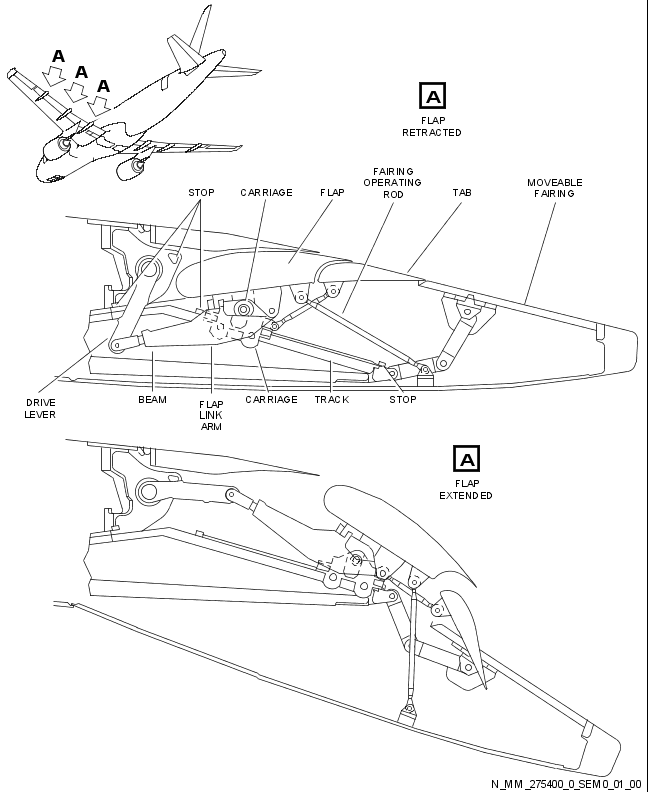 A
A
A
A
FLAP
RETRACTED
STOP
CARRIAGE
FLAP
FAIRING
OPERATING
ROD
TAB
MOVEABLE
FAIRING
DRIVE
LEVER
BEAM
FLAP
LINK
ARM
CARRIAGE
TRACK
STOP
A
FLAP
EXTENDED
N_MM_275400_0_SEM0_01_00